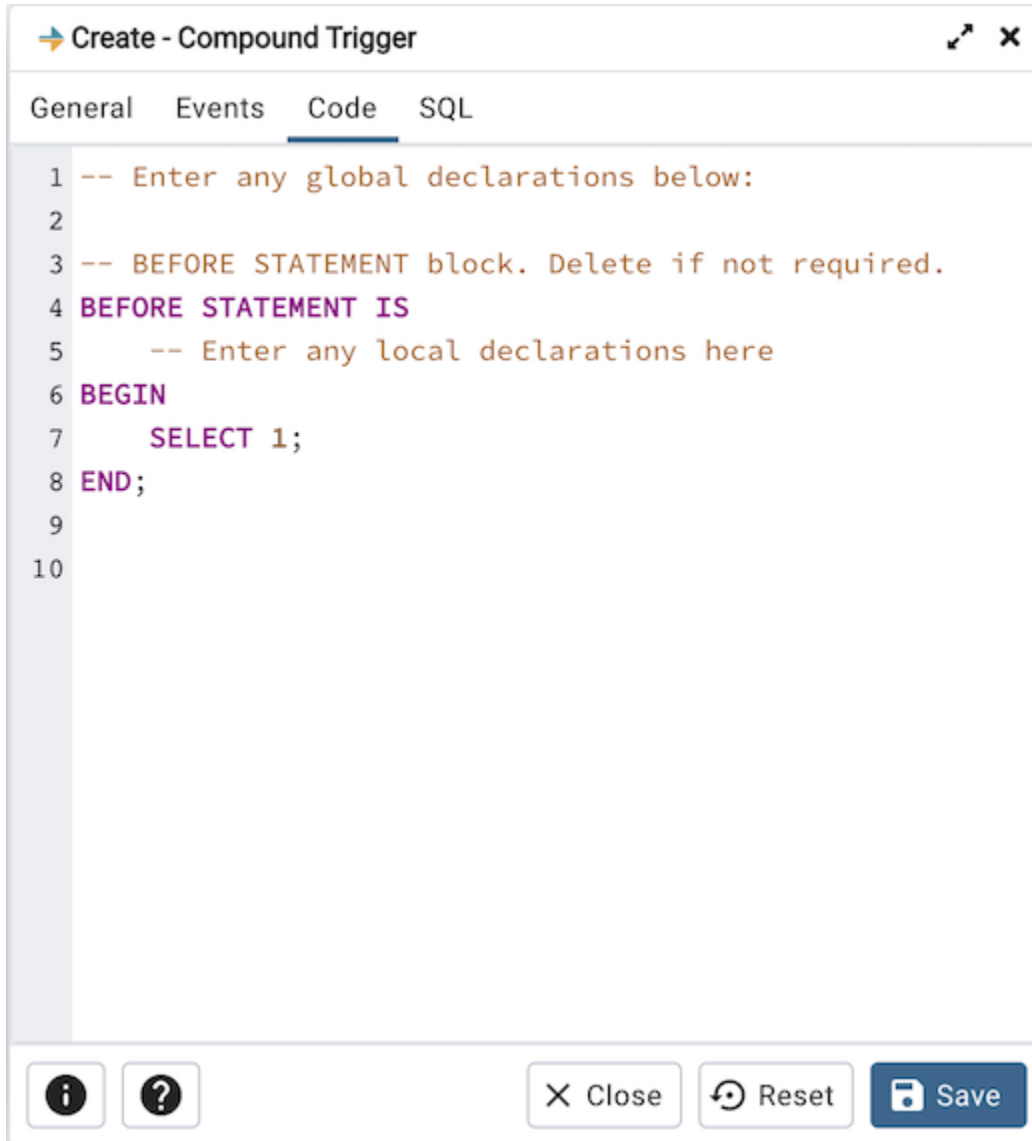 Create - Compound Trigger
General Events Code SQL
1 -- Enter any global declarations below:
2
3 -- BEFORE STATEMENT block. Delete if not required.
4 BEFORE STATEMENT IS
5     -- Enter any local declarations here
6 BEGIN
7     SELECT 1;
8 END;
9
10
Close Reset Save